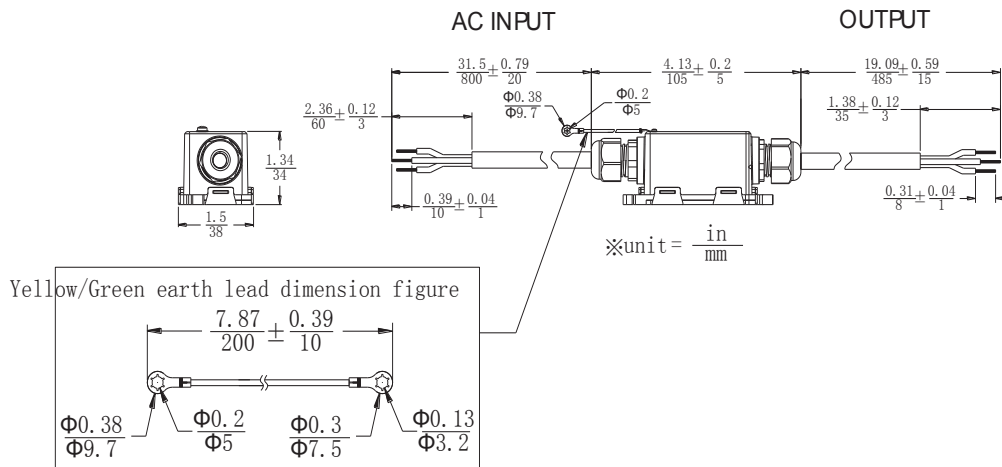 AC INPUT
OUTPUT
31.5/800 ± 0.79/20
4.13/105 ± 0.2/5
19.09/485 ± 0.59/15
2.36/60 ± 0.12/3
Φ0.38/Φ9.7
Φ0.2/Φ5
1.38/35 ± 0.12/3
1.34/34
1.5/38
0.39/10 ± 0.04/1
0.31/8 ± 0.04/1
※unit= in/mm
Yellow/Green earth lead dimension figure
7.87/200 ± 0.39/10
Φ0.38/Φ9.7
Φ0.2/Φ5
Φ0.3/Φ7.5
Φ0.13/Φ3.2